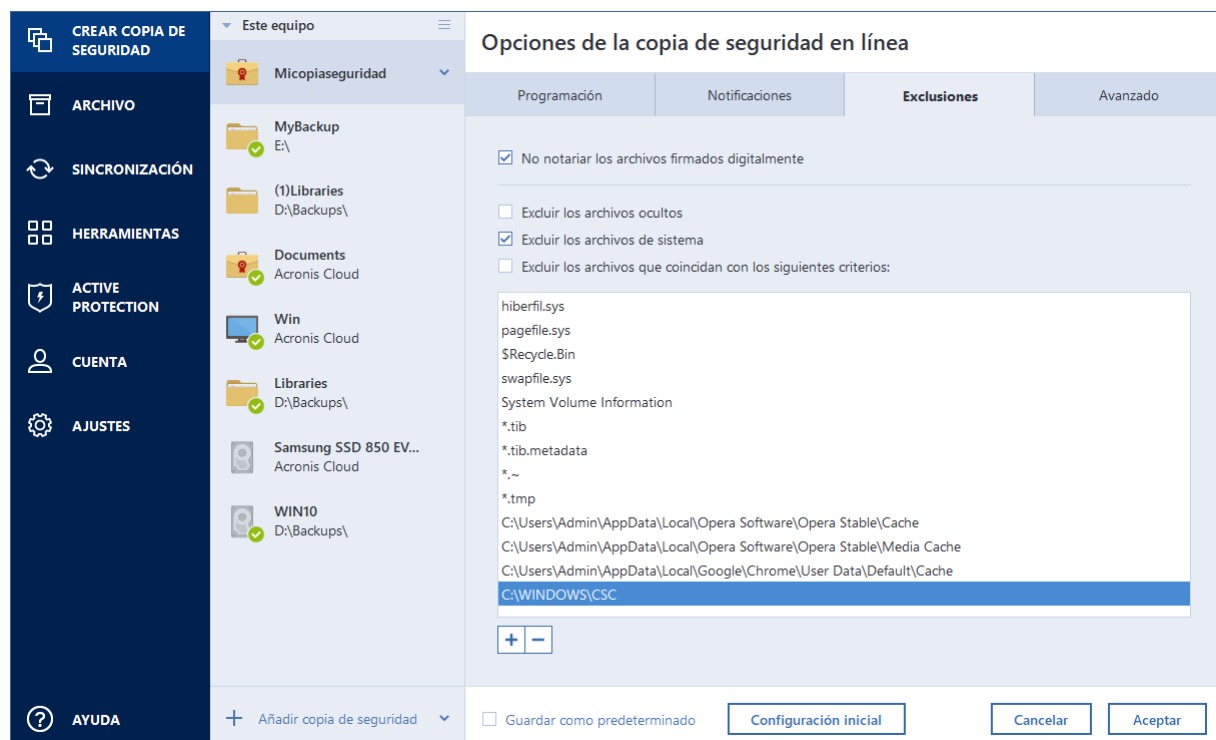 CREAR COPIA DE
SEGURIDAD
ARCHIVO
SINCRONIZACIÓN
HERRAMIENTAS
ACTIVE
PROTECTION
CUENTA
AJUSTES
AYUDA
Este equipo
Micopiaseguridad
MyBackup
E:\
(1)Libraries
D:\Backups\
Documents
Acronis Cloud
Win
Acronis Cloud
Libraries
D:\Backups\
Samsung SSD 850 EV...
Acronis Cloud
WIN10
D:\Backups\
Añadir copia de seguridad
Opciones de la copia de seguridad en línea
Programación
Notificaciones
Exclusiones
Avanzado
No notariar los archivos firmados digitalmente
Excluir los archivos ocultos
Excluir los archivos de sistema
Excluir los archivos que coincidan con los siguientes criterios:
hiberfil.sys
pagefile.sys
$Recycle.Bin
swapfile.sys
System Volume Information
*.tib
*.tib.metadata
*.~
*.tmp
C:\Users\Admin\AppData\Local\Opera Software\Opera Stable\Cache
C:\Users\Admin\AppData\Local\Opera Software\Opera Stable\Media Cache
C:\Users\Admin\AppData\Local\Google\Chrome\User Data\Default\Cache
C:\WINDOWS\CSC
Guardar como predeterminado
Configuración inicial
Cancelar
Aceptar